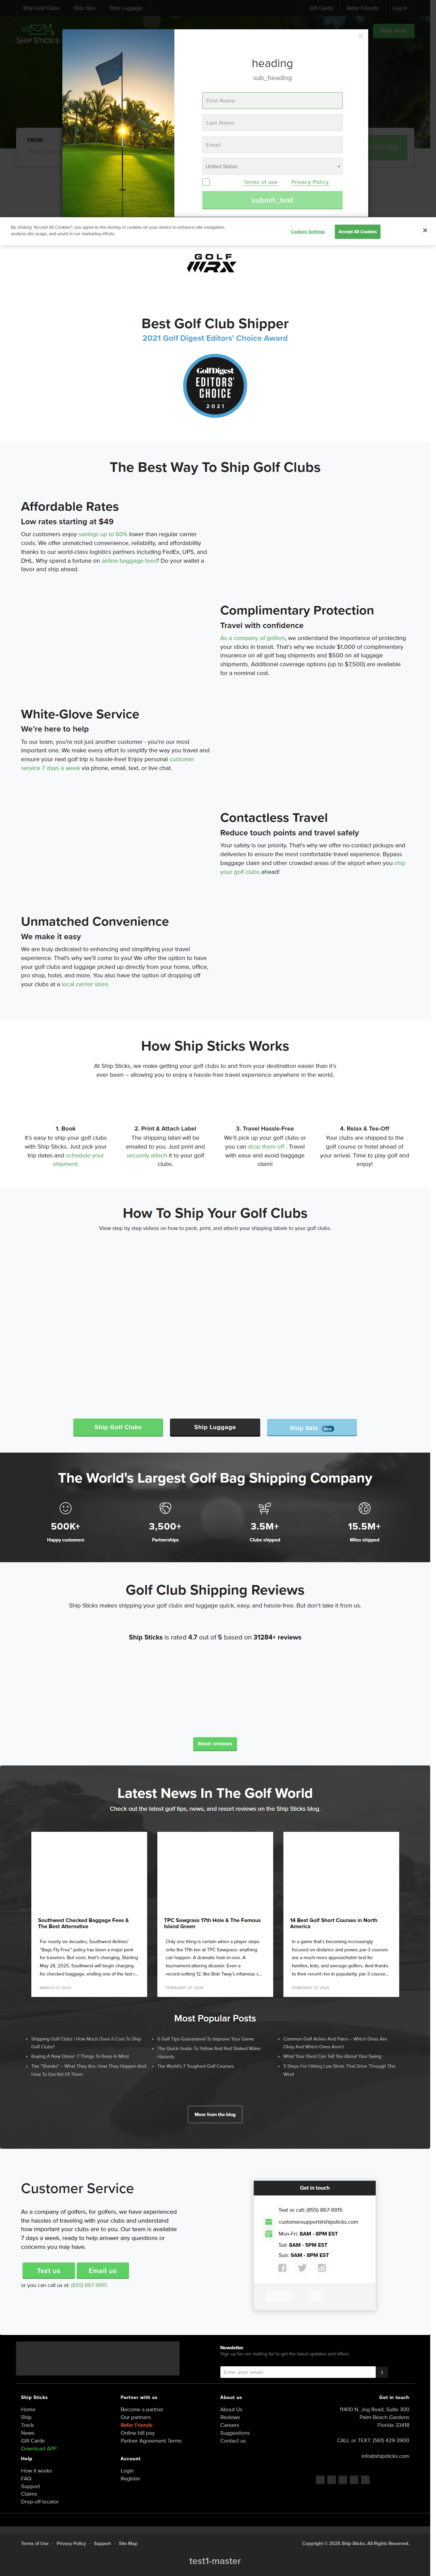 Ship Golf Clubs
Ship Skis
Ship Luggage
Gift Cards
Refer Friends
Log In
SHIP STICKS
Ship Now
FROM
Quote
X
heading
sub_heading
First Name
Last Name
Email
United States
Terms of use
Privacy Policy.
submit_text
By clicking "Accept All Cookies", you agree to the storing of cookies on your device to enhance site navigation,
analyze site usage, and assist in our marketing efforts.
Cookies Settings
Accept All Cookies
GOLF
WRX
Best Golf Club Shipper
2021 Golf Digest Editors' Choice Award
GolfDigest
EDITORS'
CHOICE
2021
The Best Way To Ship Golf Clubs
Affordable Rates
Low rates starting at $49
Our customers enjoy savings up to 60% lower than regular carrier
costs. We offer unmatched convenience, reliability, and affordability
thanks to our world-class logistics partners including FedEx, UPS, and
DHL. Why spend a fortune on airline baggage fees? Do your wallet a
favor and ship ahead.
Complimentary Protection
Travel with confidence
As a company of golfers, we understand the importance of protecting
your sticks in transit. That's why we include $1,000 of complimentary
insurance on all golf bag shipments and $500 on all luggage
shipments. Additional coverage options (up to $7,500) are available
for a nominal cost.
White-Glove Service
We're here to help
To our team, you're not just another customer - you're our most
important one. We make every effort to simplify the way you travel and
ensure your next golf trip is hassle-free! Enjoy personal customer
service 7 days a week via phone, email, text, or live chat.
Contactless Travel
Reduce touch points and travel safely
Your safety is our priority. That's why we offer no-contact pickups and
deliveries to ensure the most comfortable travel experience. Bypass
baggage claim and other crowded areas of the airport when you ship
your golf clubs ahead!
Unmatched Convenience
We make it easy
We are truly dedicated to enhancing and simplifying your travel
experience. That's why we'll come to you! We offer the option to have
your golf clubs and luggage picked up directly from your home, office,
pro shop, hotel, and more. You also have the option of dropping off
your clubs at a local carrier store.
How Ship Sticks Works
At Ship Sticks, we make getting your golf clubs to and from your destination easier than it's
ever been – allowing you to enjoy a hassle-free travel experience anywhere in the world.
1. Book
It's easy to ship your golf clubs
with Ship Sticks. Just pick your
trip dates and schedule your
shipment.
2. Print & Attach Label
The shipping label will be
emailed to you. Just print and
securely attach it to your golf
clubs.
3. Travel Hassle-Free
We'll pick up your golf clubs or
you can drop them off . Travel
with ease and avoid baggage
claim!
4. Relax & Tee-Off
Your clubs are shipped to the
golf course or hotel ahead of
your arrival. Time to play golf and
enjoy!
How To Ship Your Golf Clubs
View step by step videos on how to pack, print, and attach your shipping labels to your golf clubs.
Ship Golf Clubs
Ship Luggage
Ship Skis New
The World's Largest Golf Bag Shipping Company
500K+
Happy customers
3,500+
Partnerships
3.5M+
Clubs shipped
15.5M+
Miles shipped
Golf Club Shipping Reviews
Ship Sticks makes shipping your golf clubs and luggage quick, easy, and hassle-free. But don't take it from us.
Ship Sticks is rated 4.7 out of 5 based on 31284+ reviews
Read reviews
Latest News In The Golf World
Check out the latest golf tips, news, and resort reviews on the Ship Sticks blog.
Southwest Checked Baggage Fees &
The Best Alternative
For nearly six decades, Southwest Airlines'
"Bags Fly Free" policy has been a major perk
for travelers. But soon, that's changing. Starting
May 28, 2025, Southwest will begin charging
for checked baggage, ending one of the last r...
MARCH 13, 2025
TPC Sawgrass 17th Hole & The Famous
Island Green
Only one thing is certain when a player steps
onto the 17th tee at TPC Sawgrass: anything
can happen. A dramatic hole-in-one. A
tournament-altering disaster. Even a
record-setting 12, like Bob Tway's infamous c...
FEBRUARY 27, 2025
14 Best Golf Short Courses in North
America
In a game that's becoming increasingly
focused on distance and power, par-3 courses
are a much more approachable test for
families, kids, and average golfers. And thanks
to their recent rise in popularity, par-3 course...
FEBRUARY 27, 2025
Most Popular Posts
Shipping Golf Clubs | How Much Does It Cost To Ship
Golf Clubs?
Buying A New Driver: 7 Things To Keep In Mind
The "Shanks" – What They Are, How They Happen And
How To Get Rid Of Them
6 Golf Tips Guaranteed To Improve Your Game
The Quick Guide To Yellow And Red Staked Water
Hazards
The World's 7 Toughest Golf Courses
Common Golf Aches And Pains – Which Ones Are
Okay And Which Ones Aren't
What Your Divot Can Tell You About Your Swing
5 Steps For Hitting Low Shots That Drive Through The
Wind
More from the blog
Customer Service
As a company of golfers, for golfers, we have experienced
the hassles of traveling with your clubs and understand
how important your clubs are to you. Our team is available
7 days a week, ready to help answer any questions or
concerns you may have.
Text us
Email us
or you can call us at: (855) 867-9915
Get in touch
Text or call: (855) 867-9915
customersupport@shipsticks.com
Mon-Fri: 8AM - 8PM EST
Sat: 8AM - 5PM EST
Sun: 9AM - 8PM EST
Newsletter
Sign up for our mailing list to get the latest updates and offers
Enter your email
Ship Sticks
Home
Ship
Track
News
Gift Cards
Download APP
Partner with us
Become a partner
Our partners
Refer Friends
Online bill pay
Partner Agreement Terms
About us
About Us
Reviews
Careers
Suggestions
Contact us
Get in touch
11400 N. Jog Road, Suite 300
Palm Beach Gardens
Florida 33418
CALL or TEXT: (561) 429-3900
info@shipsticks.com
Help
How it works
FAQ
Support
Claims
Drop-off locator
Account
Login
Register
Terms of Use - Privacy Policy - Support - Site Map
Copyright © 2025 Ship Sticks. All Rights Reserved.
test1-master